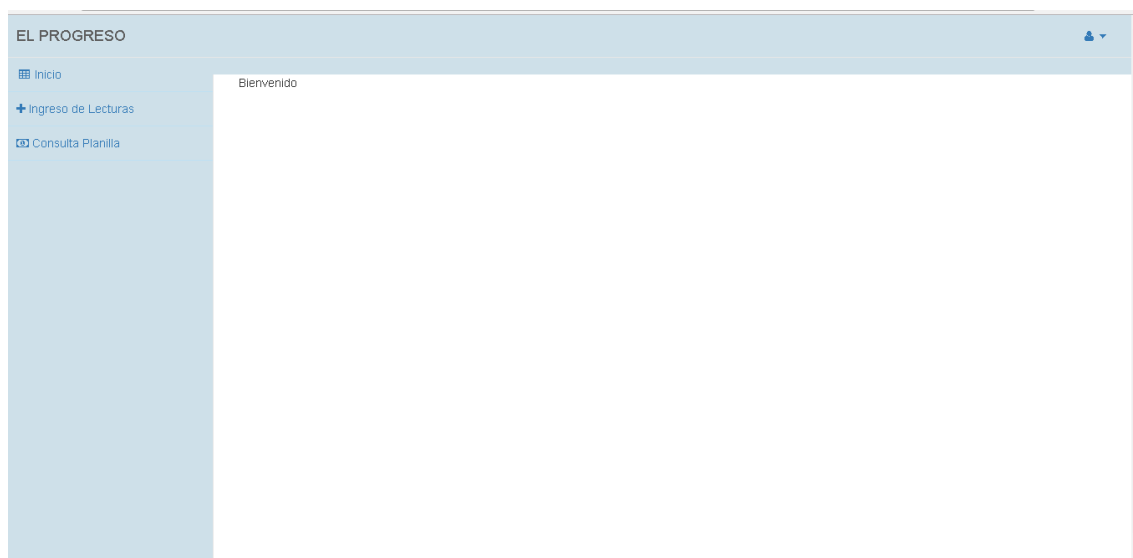 EL PROGRESO
Inicio
Bienvenido
Ingreso de Lecturas
Consulta Planilla